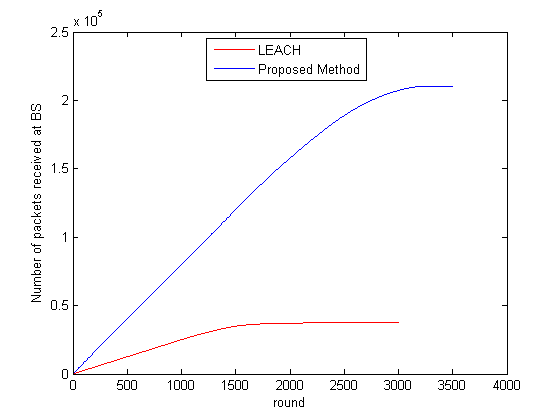 x 10^5
2.5
2
1.5
1
0.5
0
Number of packets received at BS
LEACH
Proposed Method
0 500 1000 1500 2000 2500 3000 3500 4000
round